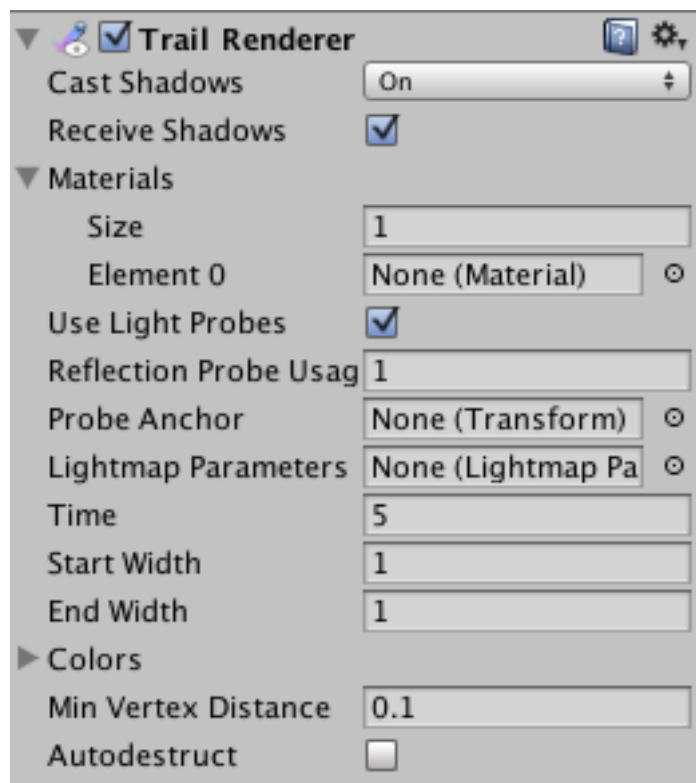 Trail Renderer
Cast Shadows On
Receive Shadows
Materials
Size 1
Element 0 None (Material)
Use Light Probes
Reflection Probe Usag 1
Probe Anchor None (Transform)
Lightmap Parameters None (Lightmap Pa
Time 5
Start Width 1
End Width 1
Colors
Min Vertex Distance 0.1
Autodestruct